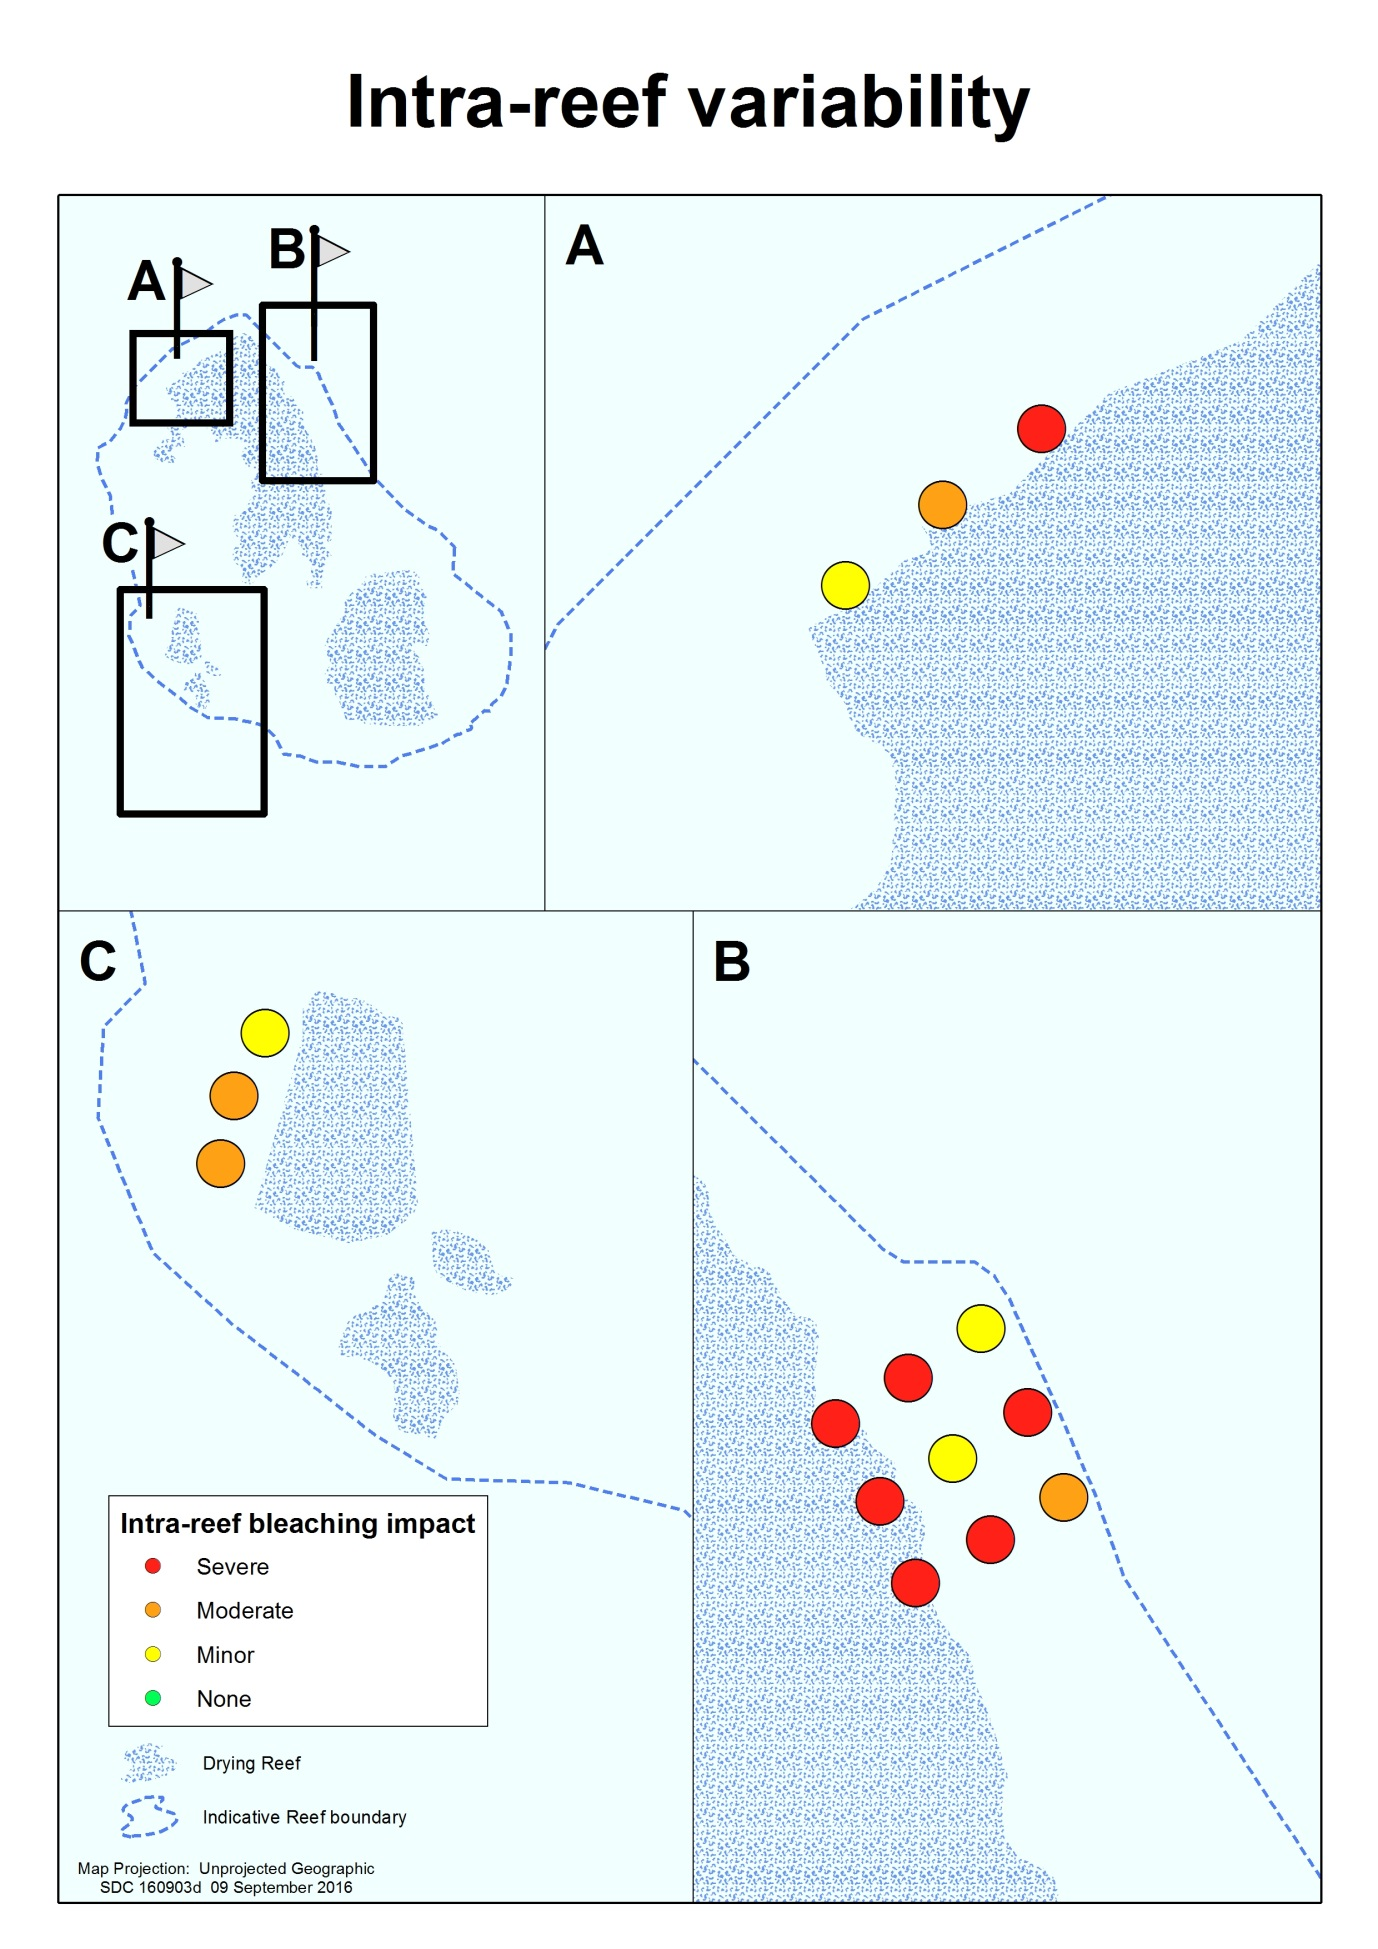 Intra-reef variability
A
B
C
A
C
B
Intra-reef bleaching impact
Severe
Moderate
Minor
None
Drying Reef
Indicative Reef boundary
Map Projection: Unprojected Geographic
SDC 160903d 09 September 2016